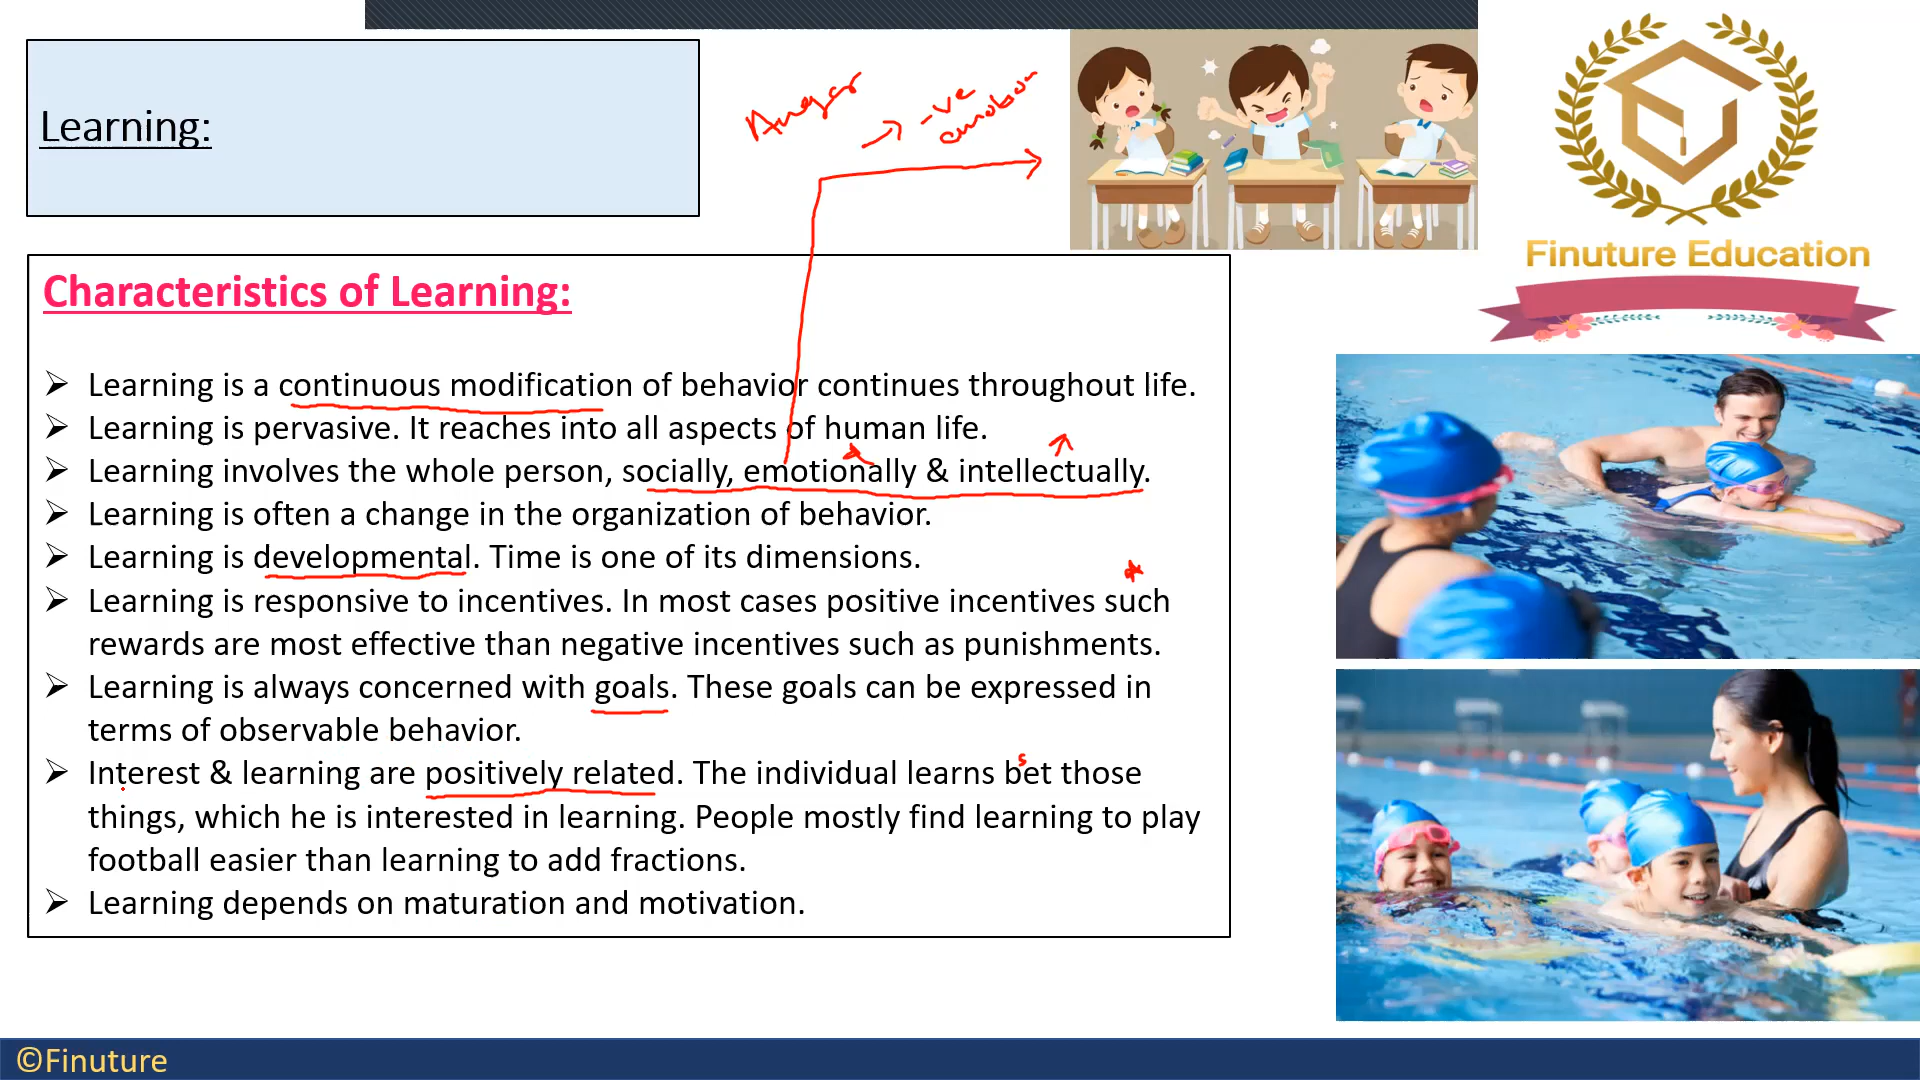 Learning:
Anger
→ -ve
emotion
Finuture Education
Characteristics of Learning:
➢ Learning is a continuous modification of behavior continues throughout life.
➢ Learning is pervasive. It reaches into all aspects of human life.
➢ Learning involves the whole person, socially, emotionally & intellectually.
➢ Learning is often a change in the organization of behavior.
➢ Learning is developmental. Time is one of its dimensions.
➢ Learning is responsive to incentives. In most cases positive incentives such
rewards are most effective than negative incentives such as punishments.
➢ Learning is always concerned with goals. These goals can be expressed in
terms of observable behavior.
➢ Interest & learning are positively related. The individual learns bet those
s
things, which he is interested in learning. People mostly find learning to play
football easier than learning to add fractions.
➢ Learning depends on maturation and motivation.
©Finuture